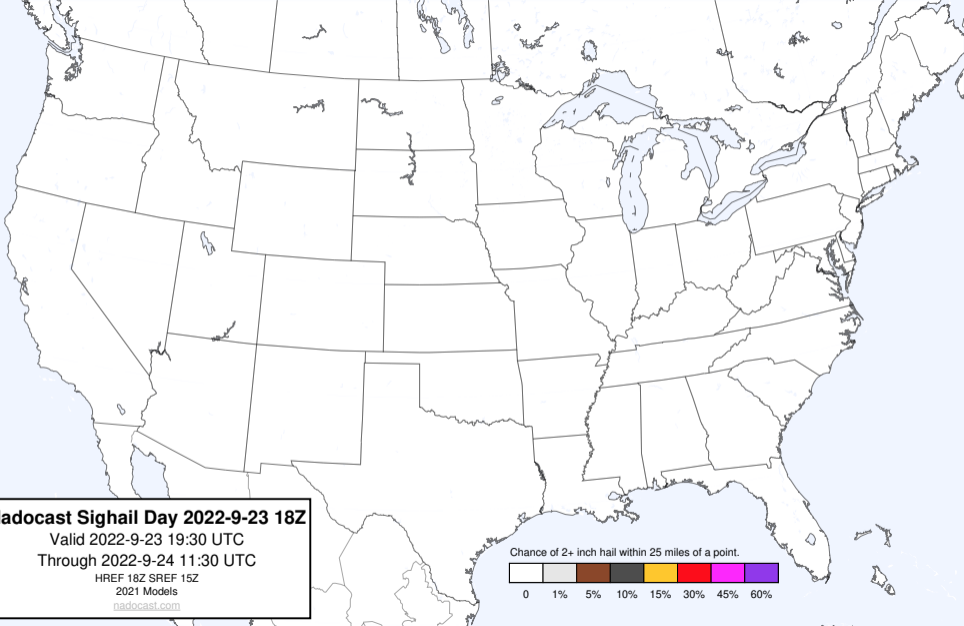 adocast Sighail Day 2022-9-23 18Z
Valid 2022-9-23 19:30 UTC
Through 2022-9-24 11:30 UTC
HREF 18Z SREF 15Z
2021 Models
nadocast.com
Chance of 2+ inch hail within 25 miles of a point.
0 1% 5% 10% 15% 30% 45% 60%